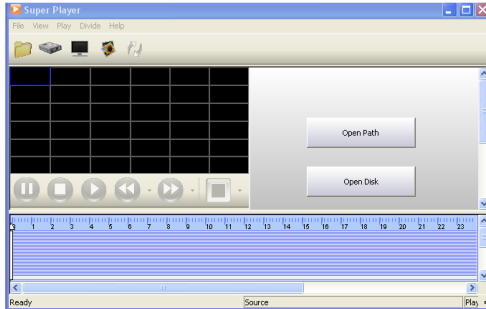 Super Player
File View Play Divide Help
Open Path
Open Disk
0 1 2 3 4 5 6 7 8 9 10 11 12 13 14 15 16 17 18 19 20 21 22 23
Ready Source Play